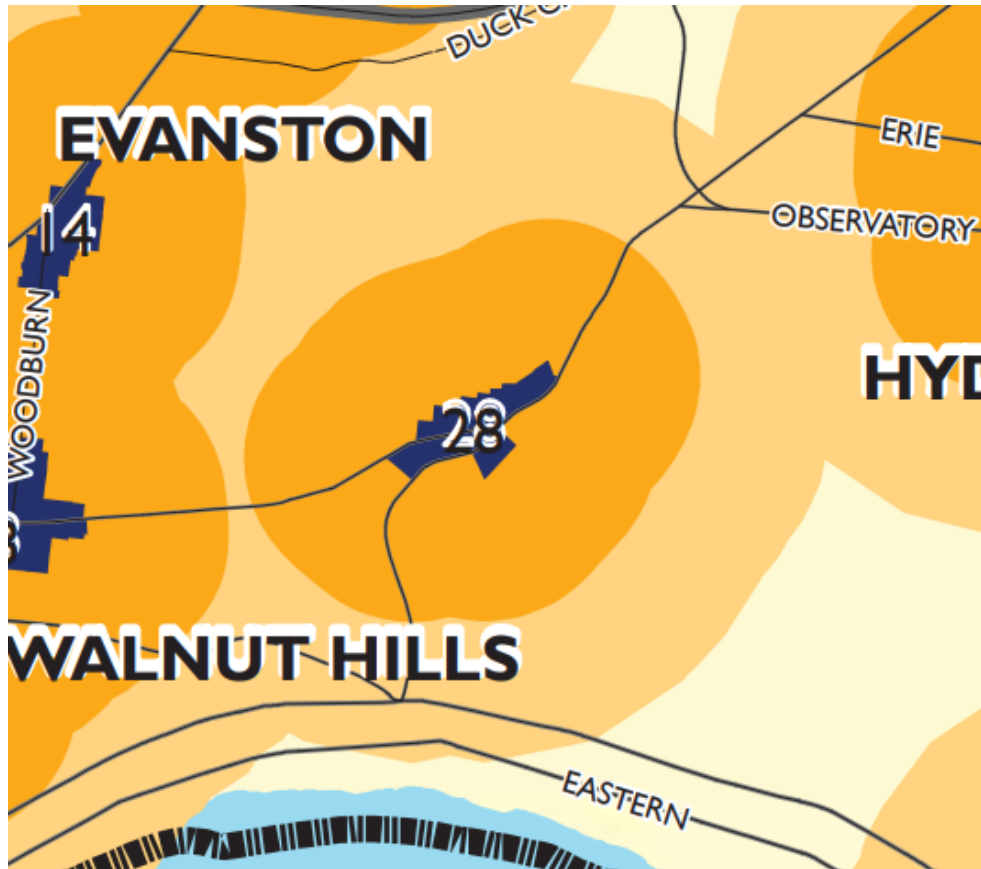 DUCK C
EVANSTON
ERIE
14
OBSERVATORY
WOODBURN
HYD
28
WALNUT HILLS
EASTERN